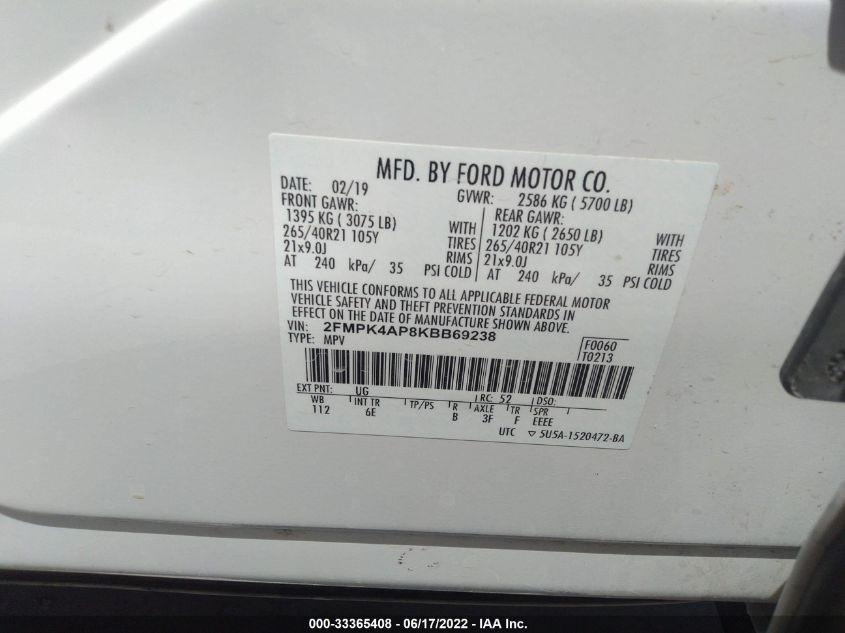 MFD. BY FORD MOTOR CO.
DATE: 02/19 GVWR: 2586 KG ( 5700 LB)
FRONT GAWR: REAR GAWR:
1395 KG ( 3075 LB) WITH 1202 KG ( 2650 LB) WITH
265/40R21 105Y TIRES 265/40R21 105Y TIRES
21x9.0J RIMS 21x9.0J RIMS
AT 240 kPa/ 35 PSI COLD AT 240 kPa/ 35 PSI COLD
THIS VEHICLE CONFORMS TO ALL APPLICABLE FEDERAL MOTOR
VEHICLE SAFETY AND THEFT PREVENTION STANDARDS IN
EFFECT ON THE DATE OF MANUFACTURE SHOWN ABOVE.
VIN: 2FMPK4AP8KBB69238 F0060
TYPE: MPV T0213
EXT PNT: UG RC: 52 DSO:
WB INT TR TP/PS R AXLE TR SPR
112 6E B 3F F EEEE
UTC ▽ 5U5A-1520472-BA
000-33365408 - 06/17/2022 - IAA Inc.